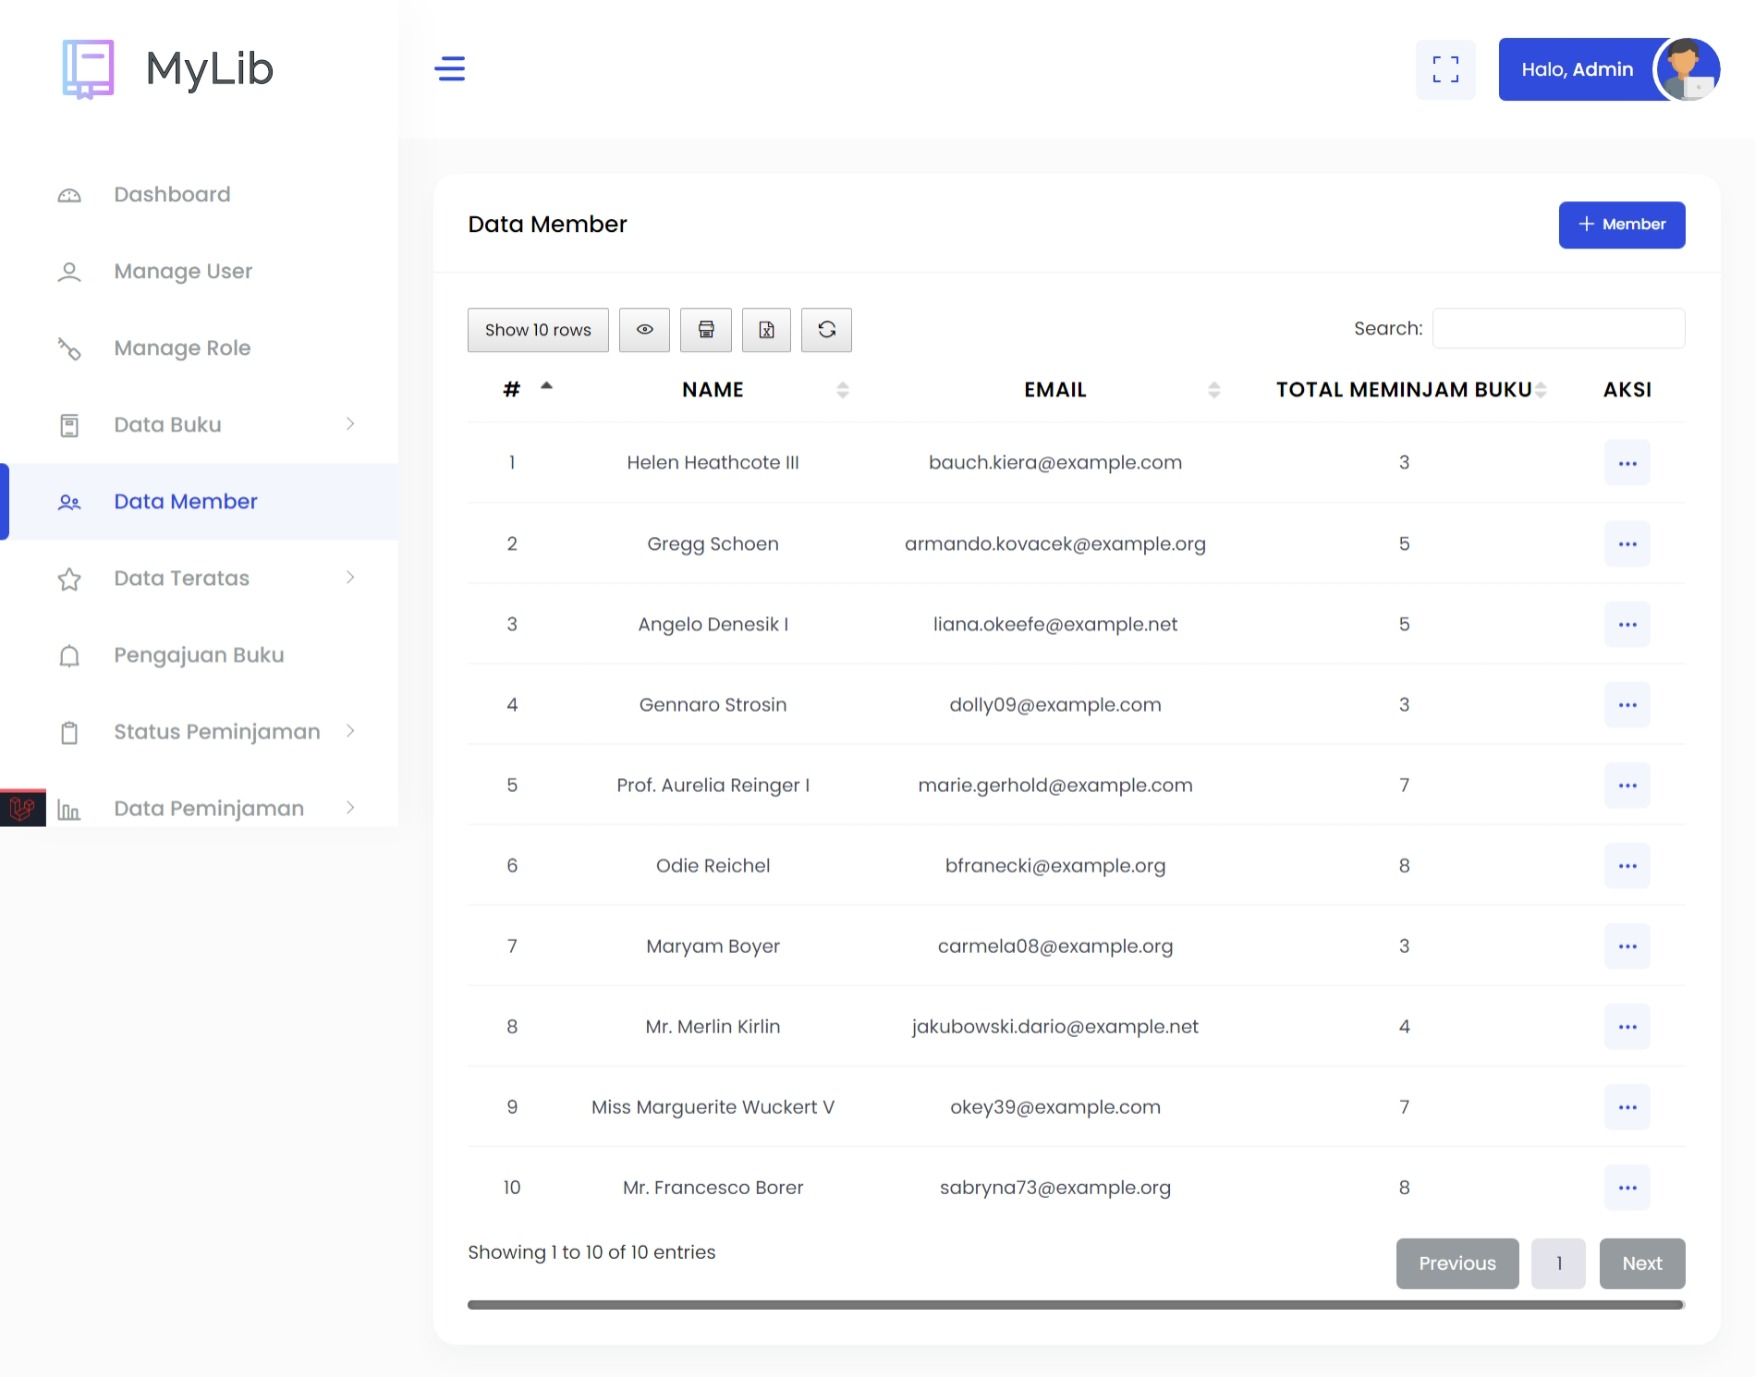 MyLib
Halo, Admin
Dashboard
Manage User
Manage Role
Data Buku
Data Member
Data Teratas
Pengajuan Buku
Status Peminjaman
Data Peminjaman
Data Member
+ Member
Show 10 rows
Search:
# NAME EMAIL TOTAL MEMINJAM BUKU AKSI
1 Helen Heathcote III bauch.kiera@example.com 3
2 Gregg Schoen armando.kovacek@example.org 5
3 Angelo Denesik I liana.okeefe@example.net 5
4 Gennaro Strosin dolly09@example.com 3
5 Prof. Aurelia Reinger I marie.gerhold@example.com 7
6 Odie Reichel bfranecki@example.org 8
7 Maryam Boyer carmela08@example.org 3
8 Mr. Merlin Kirlin jakubowski.dario@example.net 4
9 Miss Marguerite Wuckert V okey39@example.com 7
10 Mr. Francesco Borer sabryna73@example.org 8
Showing 1 to 10 of 10 entries
Previous 1 Next